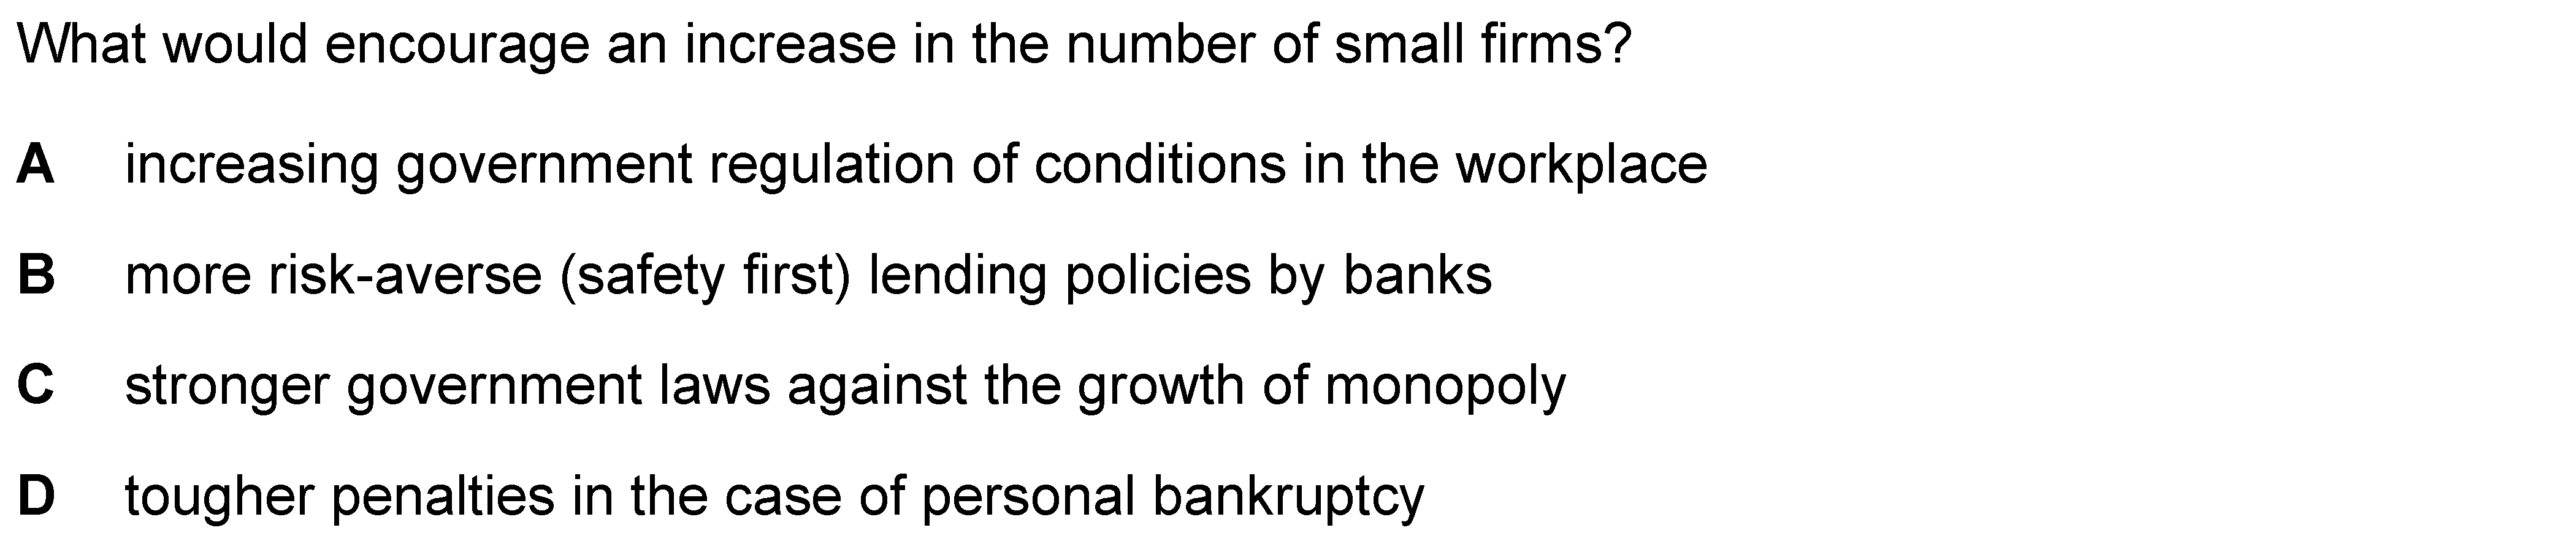 What would encourage an increase in the number of small firms?
A increasing government regulation of conditions in the workplace
B more risk-averse (safety first) lending policies by banks
C stronger government laws against the growth of monopoly
D tougher penalties in the case of personal bankruptcy